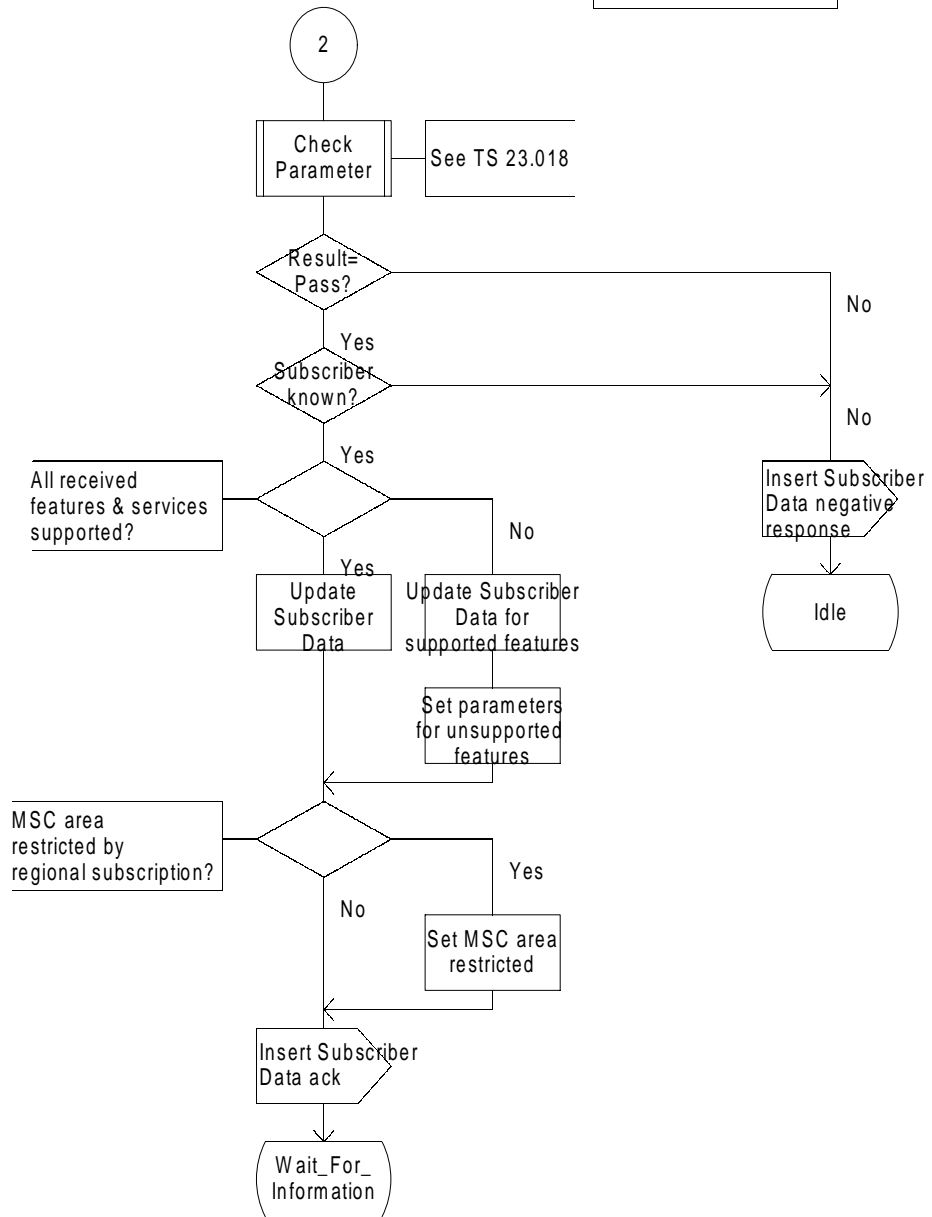 2
Check
Parameter
See TS 23.018
Result=
Pass?
No
Yes
Subscriber
known?
No
Yes
All received
features & services
supported?
Insert Subscriber
Data negative
response
No
Yes
Update
Subscriber
Data
Update Subscriber
Data for
supported features
Idle
Set parameters
for unsupported
features
MSC area
restricted by
regional subscription?
Yes
No
Set MSC area
restricted
Insert Subscriber
Data ack
Wait_For_
Information